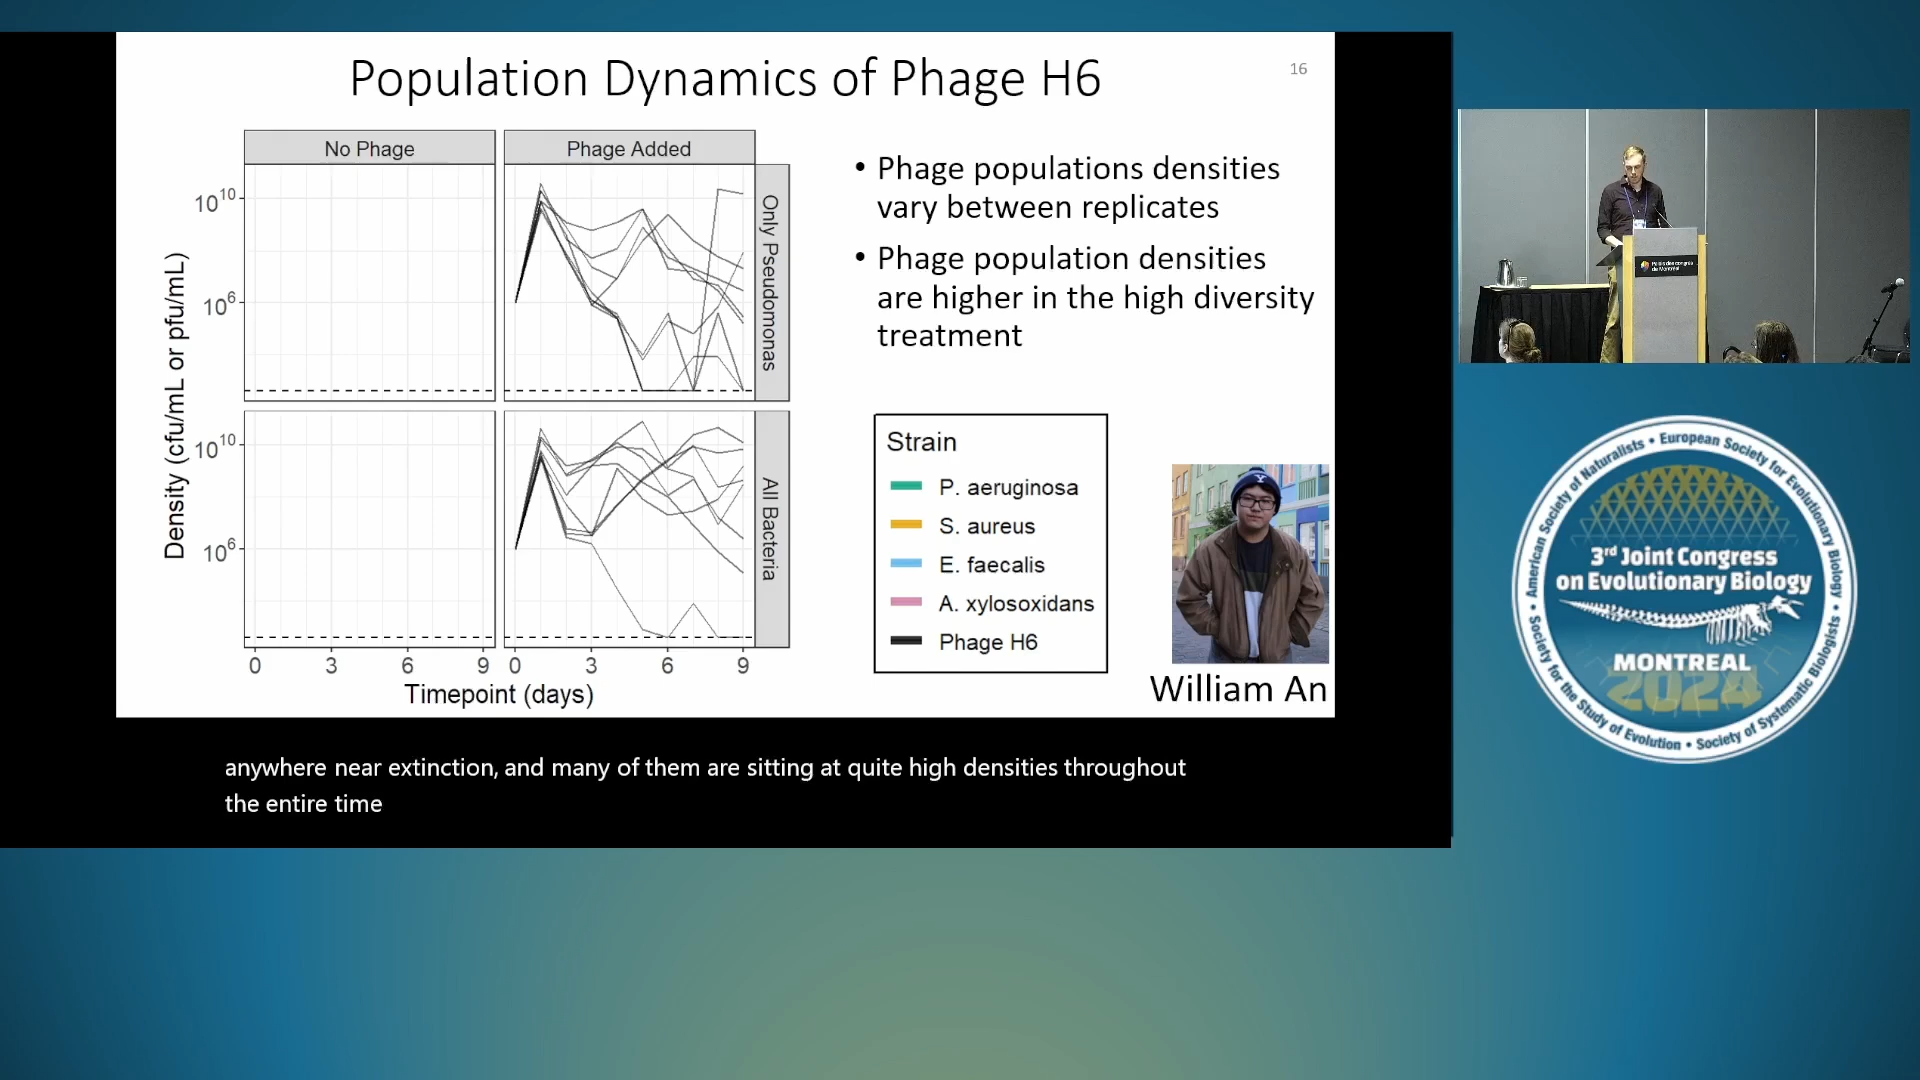 Population Dynamics of Phage H6
16
No Phage
Phage Added
Only Pseudomonas
All Bacteria
Density (cfu/mL or pfu/mL)
10^10
10^6
10^10
10^6
0 3 6 9 0 3 6 9
Timepoint (days)
• Phage populations densities
vary between replicates
• Phage population densities
are higher in the high diversity
treatment
Strain
P. aeruginosa
S. aureus
E. faecalis
A. xylosoxidans
Phage H6
William An
anywhere near extinction, and many of them are sitting at quite high densities throughout
the entire time
Palais des congrès
de Montréal
American Society of Naturalists • European Society for Evolutionary Biology •
Society for the Study of Evolution • Society of Systematic Biologists •
3rd Joint Congress
on Evolutionary Biology
MONTREAL
2024